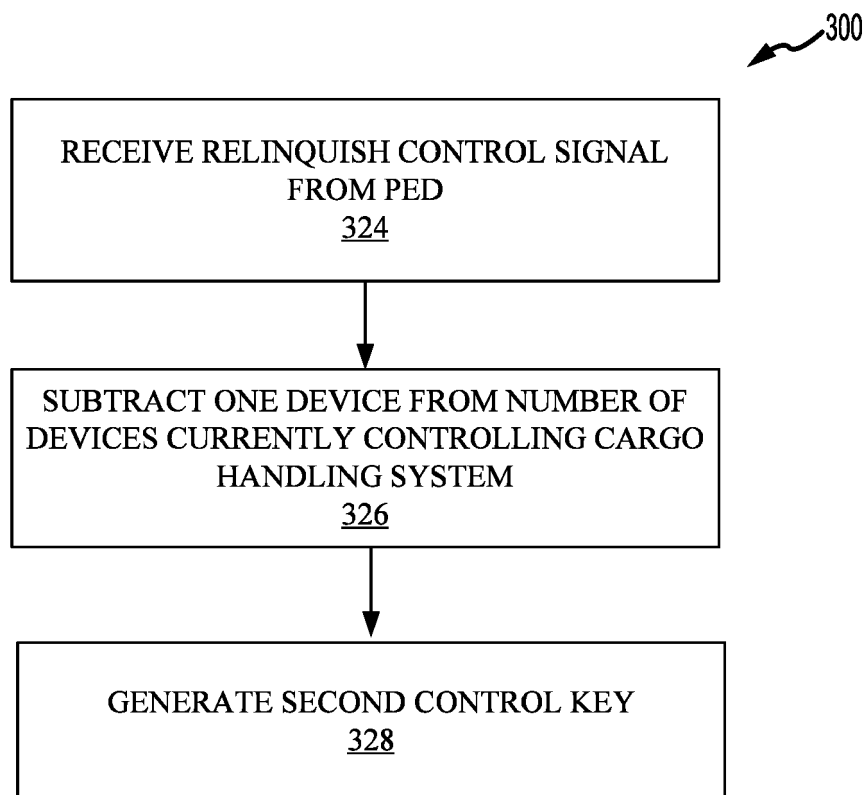 300
RECEIVE RELINQUISH CONTROL SIGNAL
FROM PED
324
SUBTRACT ONE DEVICE FROM NUMBER OF
DEVICES CURRENTLY CONTROLLING CARGO
HANDLING SYSTEM
326
GENERATE SECOND CONTROL KEY
328